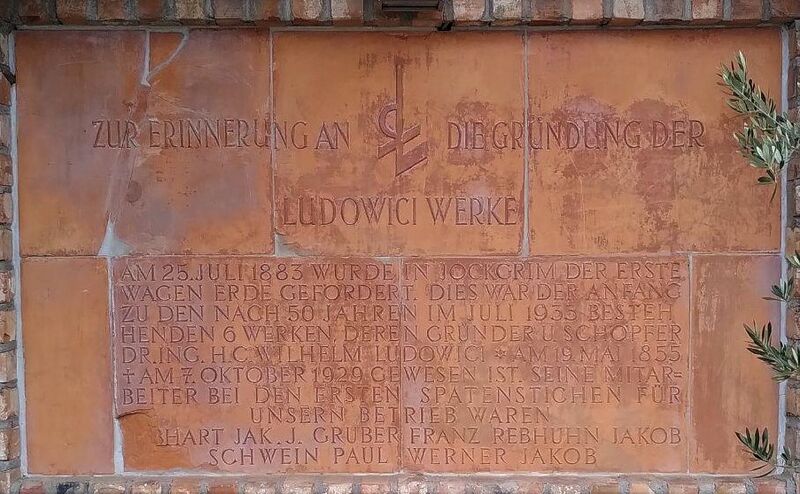 ZUR ERINNERUNG AN CL DIE GRÜNDUNG DER
LUDOWICI WERKE
AM 25. JULI 1883 WURDE IN JOCKGRIM DER ERSTE
WAGEN ERDE GEFÖRDERT. DIES WAR DER ANFANG
ZU DEN NACH 50 JAHREN IM JULI 1933 BESTEH
HENDEN 6 WERKEN, DEREN GRÜNDER U. SCHÖPFER
DR. ING. H.C. WILHELM LUDOWICI * AM 19. MAI 1855
† AM 7. OKTOBER 1929 GEWESEN IST. SEINE MITAR=
BEITER BEI DEN ERSTEN SPATENSTICHEN FÜR
UNSERN BETRIEB WAREN
HART JAK. J. GRUBER FRANZ REBHUHN JAKOB
SCHWEIN PAUL WERNER JAKOB